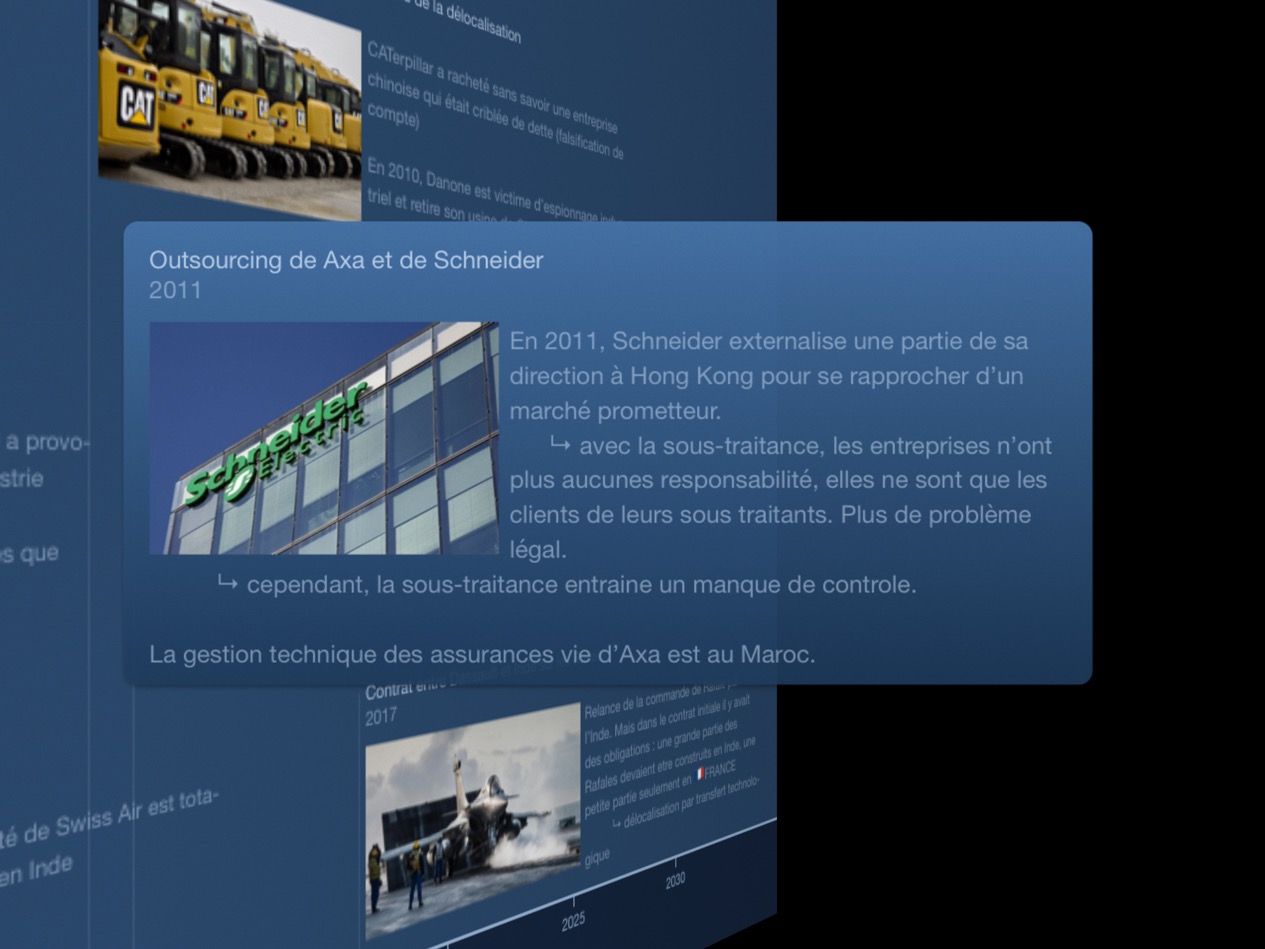 de la délocalisation
CATerpillar a racheté sans savoir une entreprise
chinoise qui était criblée de dette (falsification de
compte)
En 2010, Danone est victime d'espionnage
triel et retire son usine
CAT
CAT
CAT
Outsourcing de Axa et de Schneider
2011
Schneider
Electric
En 2011, Schneider externalise une partie de sa
direction à Hong Kong pour se rapprocher d'un
marché prometteur.
↳ avec la sous-traitance, les entreprises n'ont
plus aucunes responsabilité, elles ne sont que les
clients de leurs sous traitants. Plus de problème
légal.
↳ cependant, la sous-traitance entraine un manque de controle.
La gestion technique des assurances vie d'Axa est au Maroc.
a provo-
strie
s que
té de Swiss Air est tota-
en Inde
Contrat entre
2017
Relance de la commande de Rafale
l'Inde. Mais dans le contrat initiale il y avait
des obligations : une grande partie des
Rafales devaient etre construits en Inde, une
petite partie seulement en 🇫🇷FRANCE
↳ délocalisation par transfert technolo-
gique
2025
2030